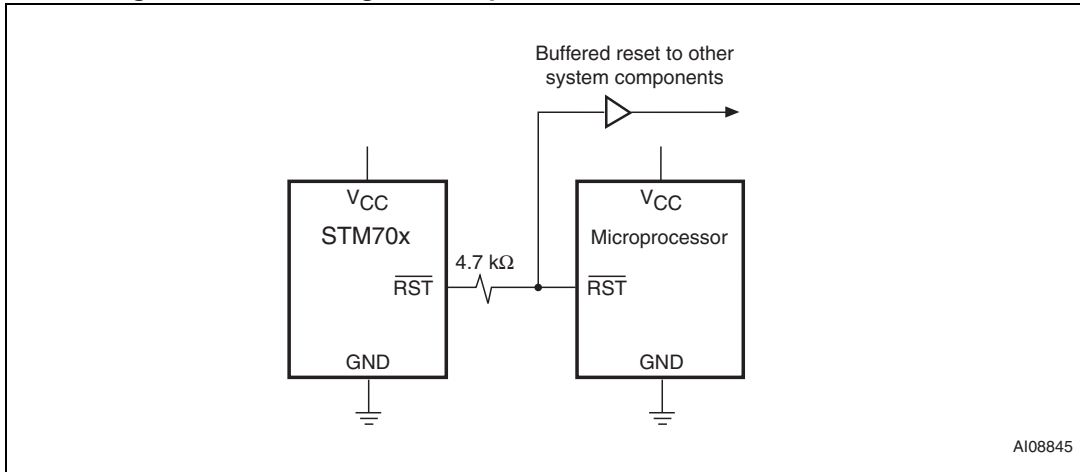 Buffered reset to other
system components
VCC
STM70x
RST
GND
4.7 kΩ
VCC
Microprocessor
RST
GND
AI08845